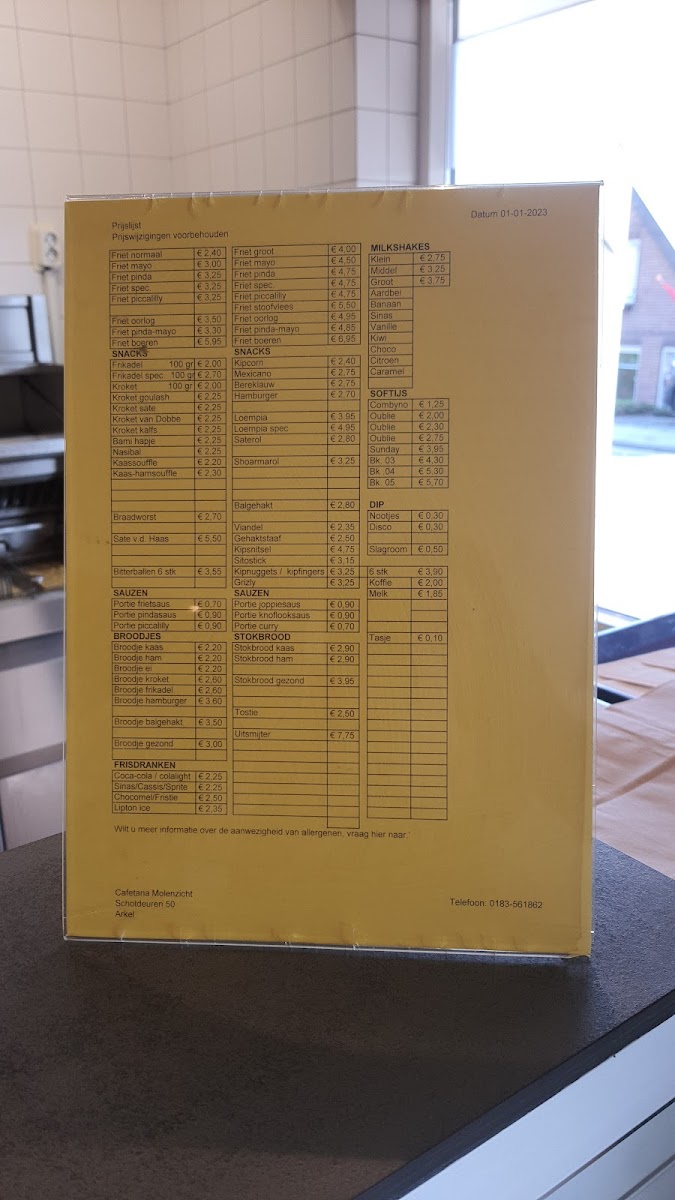 Datum 01-01-2023
Prijslijst
Prijswijzigingen voorbehouden
Friet normaal € 2,40
Friet mayo € 3,00
Friet pinda € 3,25
Friet spec. € 3,25
Friet piccalilly € 3,25
Friet oorlog € 3,50
Friet pinda-mayo € 3,30
Friet boeren € 5,95
SNACKS
Frikadel 100 gr € 2,00
Frikadel spec. 100 gr € 2,70
Kroket 100 gr € 2,00
Kroket goulash € 2,25
Kroket sate € 2,25
Kroket van Dobbe € 2,25
Kroket kalfs € 2,25
Bami hapje € 2,25
Nasibal € 2,25
Kaassouffle € 2,20
Kaas-hamsouffle € 2,30
Braadworst € 2,70
Sate v.d. Haas € 5,50
Bitterballen 6 stk € 3,55
SAUZEN
Portie frietsaus € 0,70
Portie pindasaus € 0,90
Portie piccalilly € 0,90
BROODJES
Broodje kaas € 2,20
Broodje ham € 2,20
Broodje ei € 2,20
Broodje kroket € 2,60
Broodje frikadel € 2,60
Broodje hamburger € 3,60
Broodje balgehakt € 3,50
Broodje gezond € 3,00
FRISDRANKEN
Coca-cola / colalight € 2,25
Sinas/Cassis/Sprite € 2,25
Chocomel/Fristie € 2,50
Lipton ice € 2,35
Friet groot € 4,00
Friet mayo € 4,50
Friet pinda € 4,75
Friet spec. € 4,75
Friet piccalilly € 4,75
Friet stoofvlees € 5,50
Friet oorlog € 4,95
Friet pinda-mayo € 4,85
Friet boeren € 6,95
SNACKS
Kipcorn € 2,40
Mexicano € 2,75
Bereklauw € 2,75
Hamburger € 2,70
Loempia € 3,95
Loempia spec € 4,95
Saterol € 2,80
Shoarmarol € 3,25
Balgehakt € 2,80
Viandel € 2,35
Gehaktstaaf € 2,50
Kipsnitsel € 4,75
Sitostick € 3,15
Kipnuggets / kipfingers € 3,25
Grizly € 3,25
SAUZEN
Portie joppiesaus € 0,90
Portie knoflooksaus € 0,90
Portie curry € 0,70
STOKBROOD
Stokbrood kaas € 2,90
Stokbrood ham € 2,90
Stokbrood gezond € 3,95
Tostie € 2,50
Uitsmijter € 7,75
MILKSHAKES
Klein € 2,75
Middel € 3,25
Groot € 3,75
Aardbei
Banaan
Sinas
Vanille
Kiwi
Choco
Citroen
Caramel
SOFTIJS
Combyno € 1,25
Oublie € 2,00
Oublie € 2,30
Oublie € 2,75
Sunday € 3,95
Bk. 03 € 4,30
Bk. .04 € 5,30
Bk. 05 € 5,70
DIP
Nootjes € 0,30
Disco € 0,30
Slagroom € 0,50
6 stk € 3,90
Koffie € 2,00
Melk € 1,85
Tasje € 0,10
Wilt u meer informatie over de aanwezigheid van allergenen, vraag hier naar.
Cafetaria Molenzicht
Schotdeuren 50
Arkel
Telefoon: 0183-561862